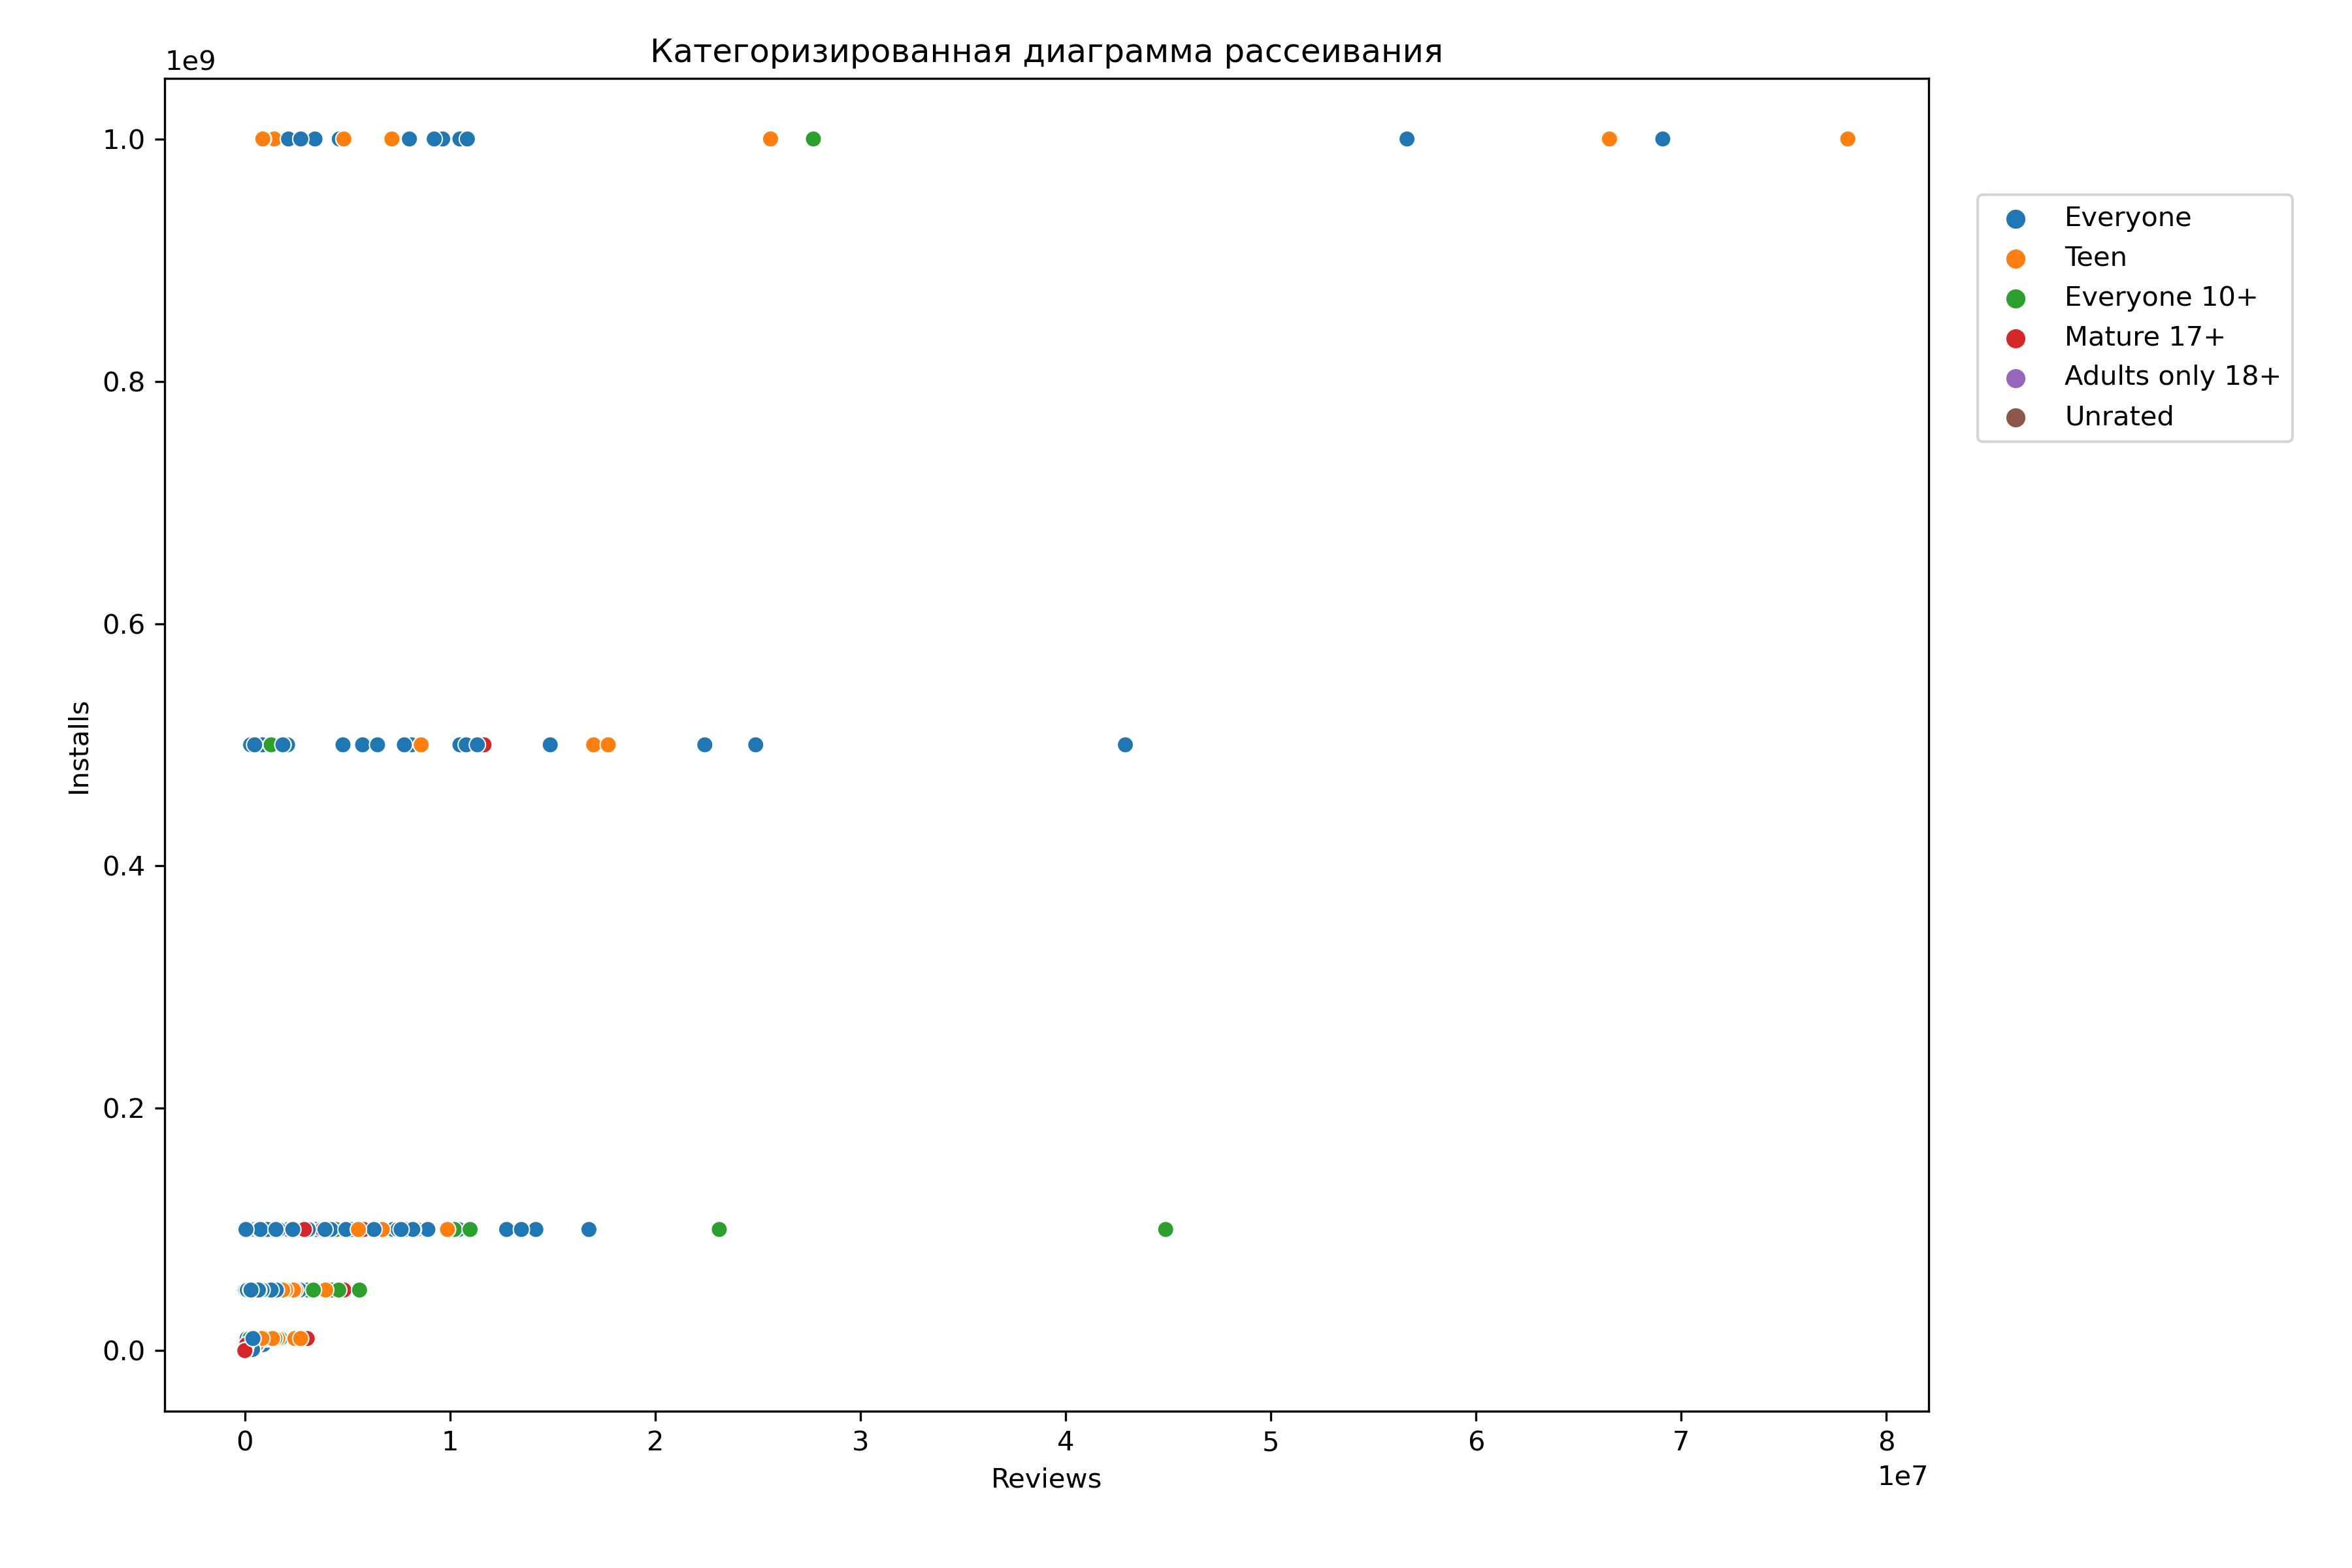 Категоризированная диаграмма рассеивания
1e9
1.0
0.8
0.6
0.4
0.2
0.0
Installs
0 1 2 3 4 5 6 7 8
1e7
Reviews
Everyone
Teen
Everyone 10+
Mature 17+
Adults only 18+
Unrated